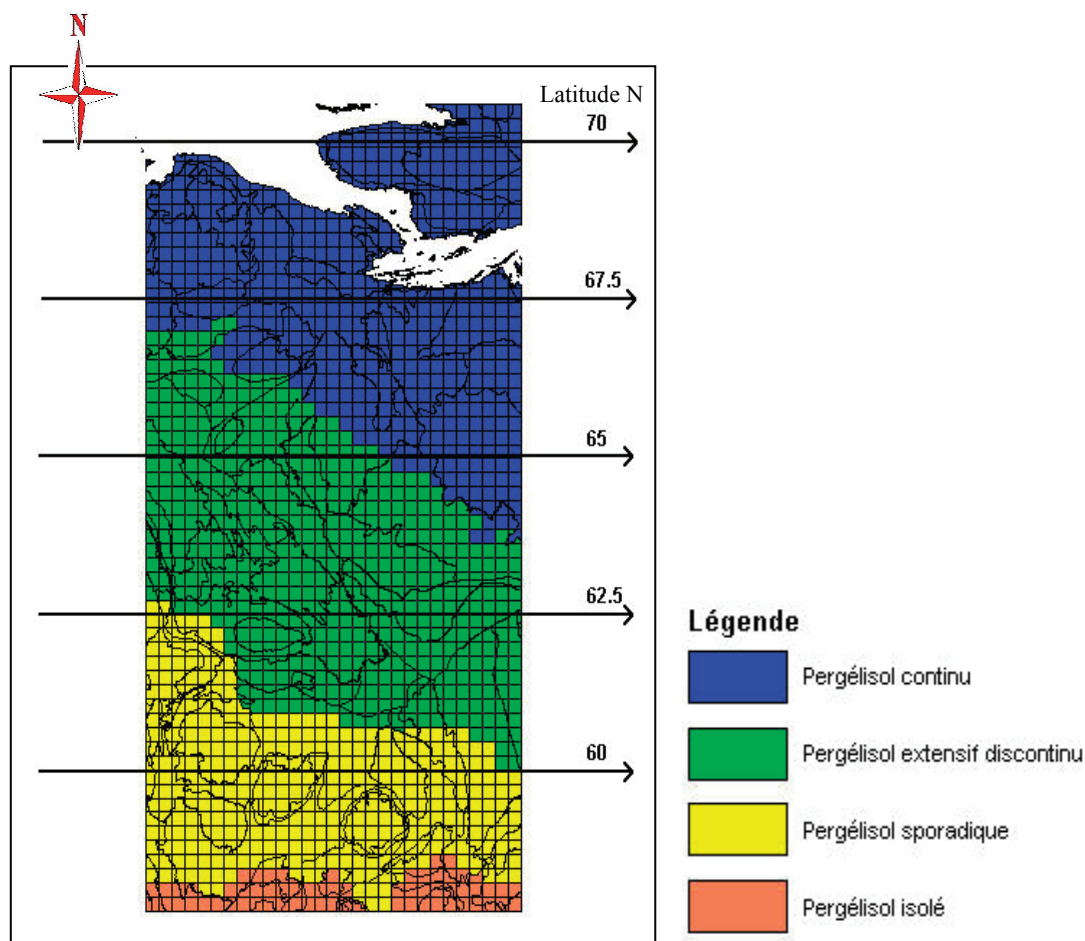 N
Latitude N
70
67.5
65
62.5
60
Légende
Pergélisol continu
Pergélisol extensif discontinu
Pergélisol sporadique
Pergélisol isolé